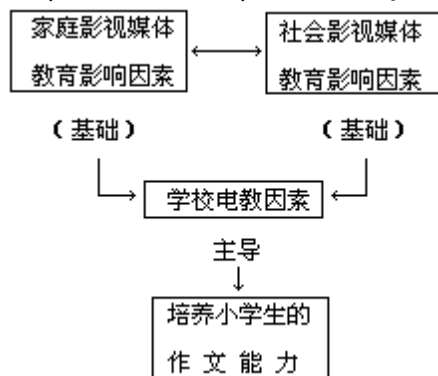 家庭影视媒体
教育影响因素
社会影视媒体
教育影响因素
（基础）
（基础）
学校电教因素
主导
培养小学生的
作 文 能 力